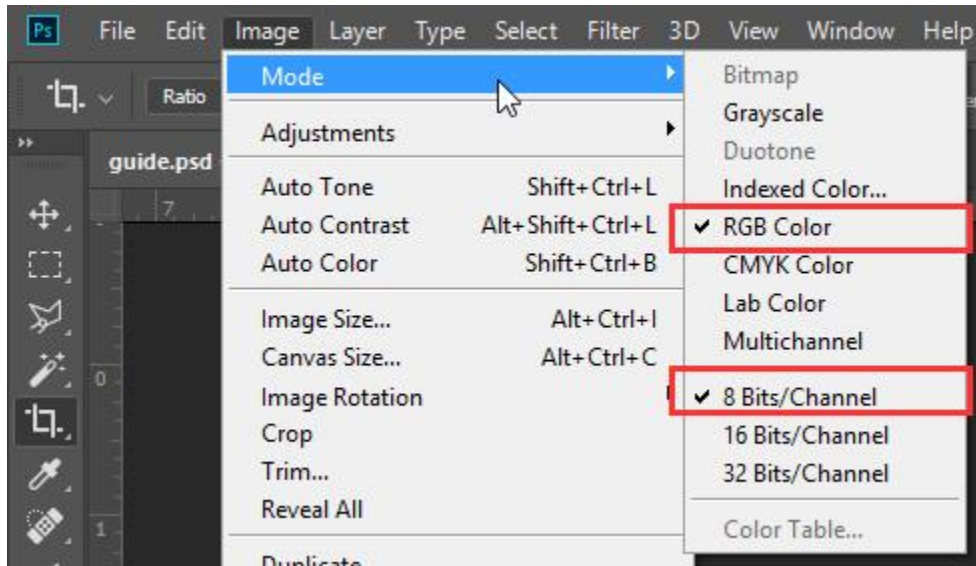 Ps File Edit Image Layer Type Select Filter 3D View Window Help
Ratio
guide.psd
7
0
1
Mode
Adjustments
Auto Tone Shift+Ctrl+L
Auto Contrast Alt+Shift+Ctrl+L
Auto Color Shift+Ctrl+B
Image Size... Alt+Ctrl+I
Canvas Size... Alt+Ctrl+C
Image Rotation
Crop
Trim...
Reveal All
Duplicate
Bitmap
Grayscale
Duotone
Indexed Color...
RGB Color
CMYK Color
Lab Color
Multichannel
8 Bits/Channel
16 Bits/Channel
32 Bits/Channel
Color Table...